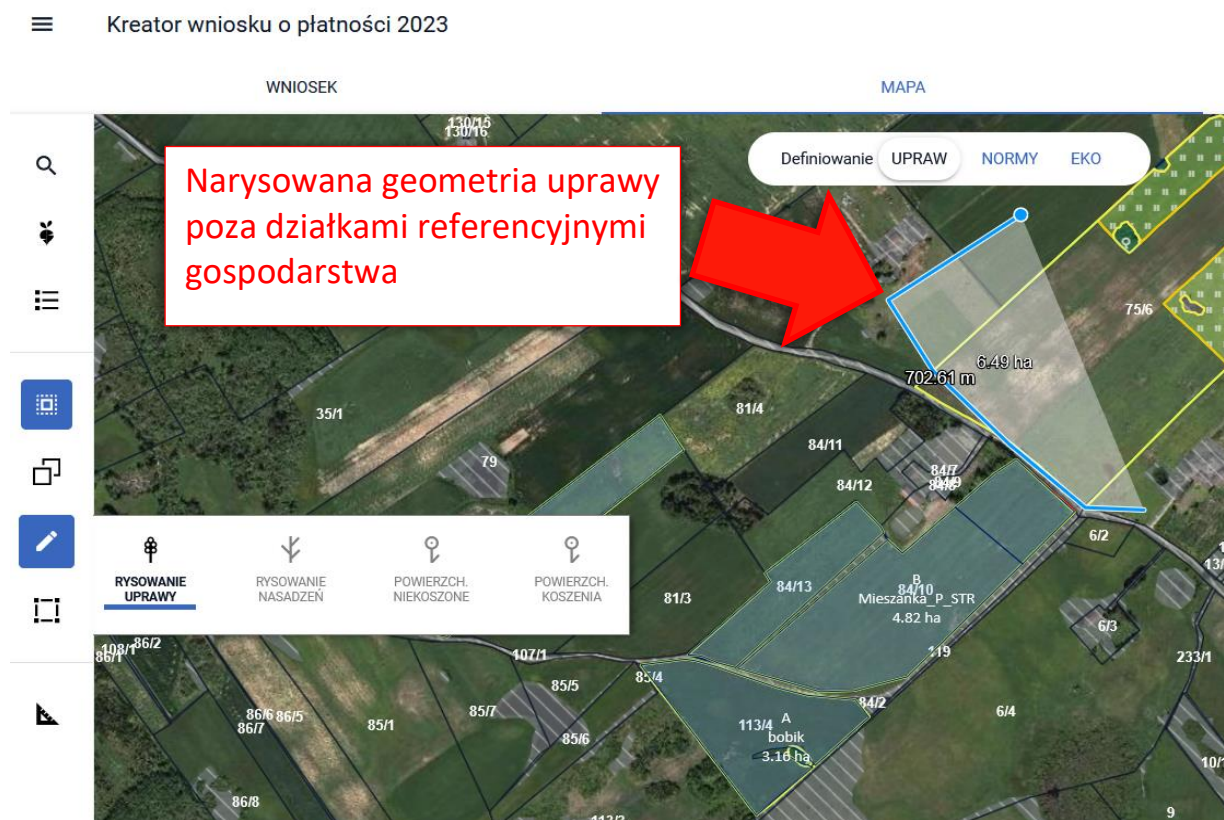 Kreator wniosku o płatności 2023
WNIOSEK
MAPA
130/15
130/16
Definiowanie UPRAW NORMY EKO
Narysowana geometria uprawy
poza działkami referencyjnymi
gospodarstwa
75/6
6.49 ha
702.61 m
81/4
35/1
84/11
79
84/7
84/9
84/12
6/2
RYSOWANIE
UPRAWY
RYSOWANIE
NASADZEŃ
POWIERZCH.
NIEKOSZONE
POWIERZCH.
KOSZENIA
84/13
B
84/10
Mieszanka_P_STR
4.82 ha
81/3
6/3
108/1
86/2
86/1
107/1
119
233/1
85/4
85/5
84/2
6/4
86/6
86/5
86/7
85/1
85/7
85/6
113/4
A
bobik
3.16 ha
86/8
9